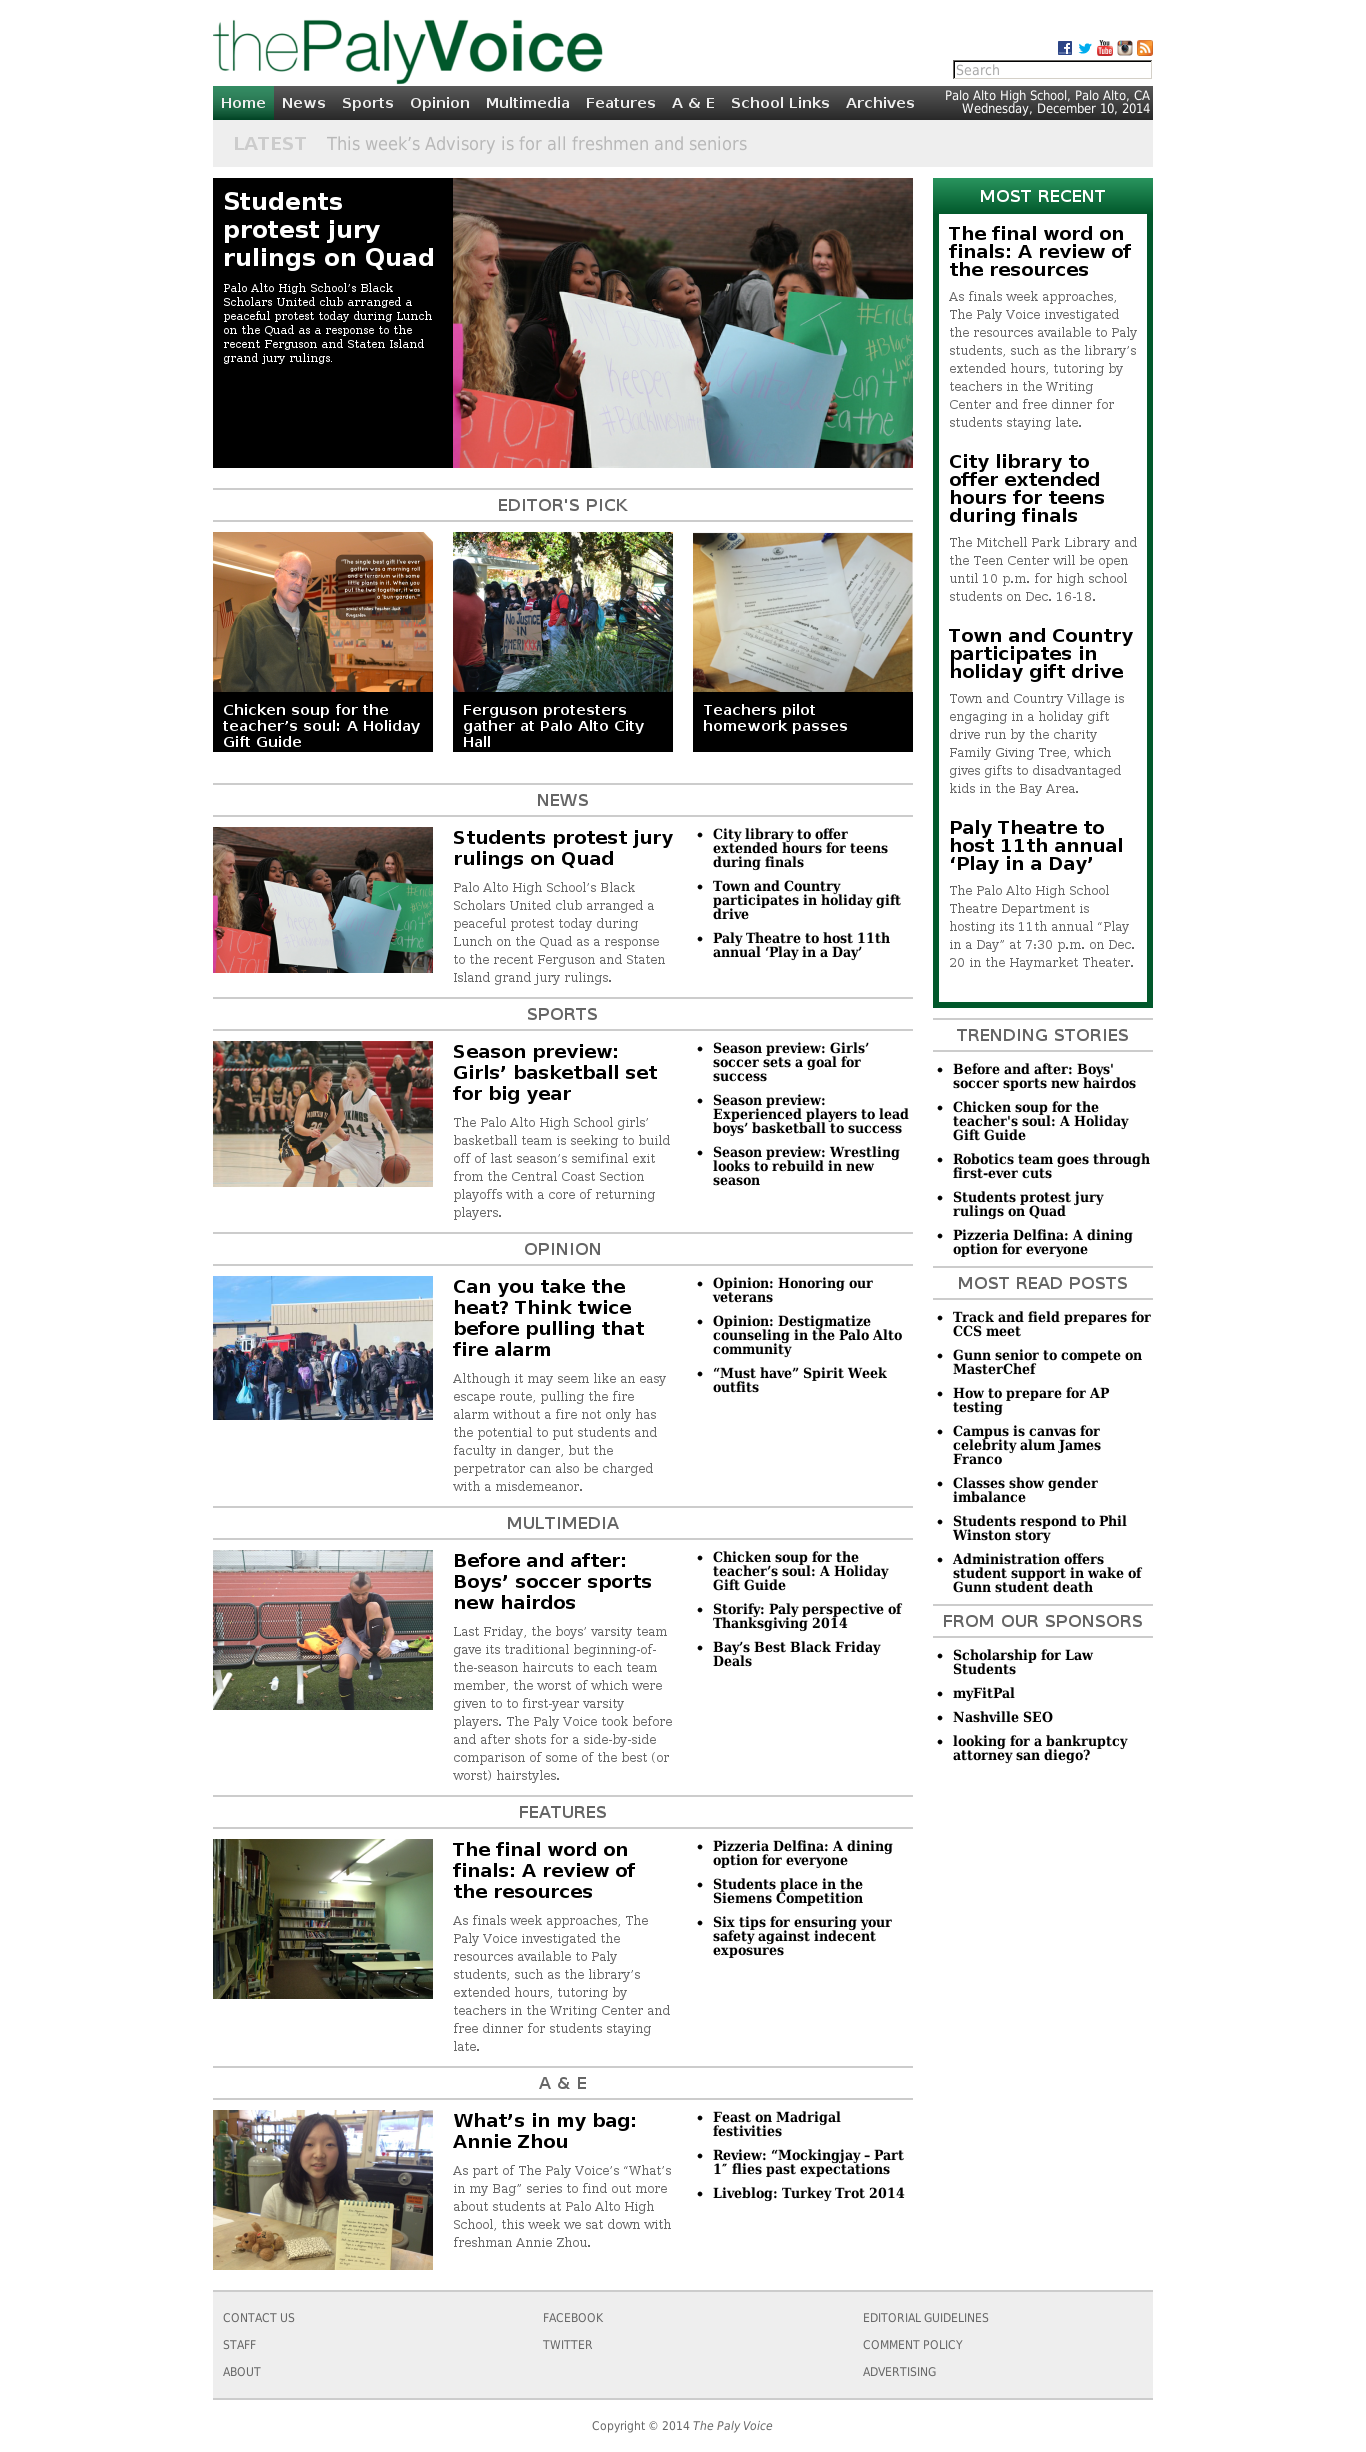 thePalyVoice
Search
Home News Sports Opinion Multimedia Features A & E School Links Archives
Palo Alto High School, Palo Alto, CA
Wednesday, December 10, 2014
LATEST This week’s Advisory is for all freshmen and seniors
Students
protest jury
rulings on Quad
Palo Alto High School’s Black
Scholars United club arranged a
peaceful protest today during Lunch
on the Quad as a response to the
recent Ferguson and Staten Island
grand jury rulings.
EDITOR'S PICK
"The single best gift I've ever
gotten was a morning roll
and a terrarium with some
little plants in it. When you
put the two together, it was
a 'bun-garden.'"
NO JUSTICE
IN
AMERIKKKA
Chicken soup for the
teacher’s soul: A Holiday
Gift Guide
Ferguson protesters
gather at Palo Alto City
Hall
Teachers pilot
homework passes
NEWS
Students protest jury
rulings on Quad
Palo Alto High School’s Black
Scholars United club arranged a
peaceful protest today during
Lunch on the Quad as a response
to the recent Ferguson and Staten
Island grand jury rulings.
City library to offer
extended hours for teens
during finals
Town and Country
participates in holiday gift
drive
Paly Theatre to host 11th
annual ‘Play in a Day’
SPORTS
Season preview:
Girls’ basketball set
for big year
The Palo Alto High School girls’
basketball team is seeking to build
off of last season’s semifinal exit
from the Central Coast Section
playoffs with a core of returning
players.
Season preview: Girls’
soccer sets a goal for
success
Season preview:
Experienced players to lead
boys’ basketball to success
Season preview: Wrestling
looks to rebuild in new
season
OPINION
Can you take the
heat? Think twice
before pulling that
fire alarm
Although it may seem like an easy
escape route, pulling the fire
alarm without a fire not only has
the potential to put students and
faculty in danger, but the
perpetrator can also be charged
with a misdemeanor.
Opinion: Honoring our
veterans
Opinion: Destigmatize
counseling in the Palo Alto
community
“Must have” Spirit Week
outfits
MULTIMEDIA
Before and after:
Boys’ soccer sports
new hairdos
Last Friday, the boys’ varsity team
gave its traditional beginning-of-
the-season haircuts to each team
member, the worst of which were
given to to first-year varsity
players. The Paly Voice took before
and after shots for a side-by-side
comparison of some of the best (or
worst) hairstyles.
Chicken soup for the
teacher’s soul: A Holiday
Gift Guide
Storify: Paly perspective of
Thanksgiving 2014
Bay’s Best Black Friday
Deals
FEATURES
The final word on
finals: A review of
the resources
As finals week approaches, The
Paly Voice investigated the
resources available to Paly
students, such as the library’s
extended hours, tutoring by
teachers in the Writing Center and
free dinner for students staying
late.
Pizzeria Delfina: A dining
option for everyone
Students place in the
Siemens Competition
Six tips for ensuring your
safety against indecent
exposures
A & E
What’s in my bag:
Annie Zhou
As part of The Paly Voice’s “What’s
in my Bag” series to find out more
about students at Palo Alto High
School, this week we sat down with
freshman Annie Zhou.
Feast on Madrigal
festivities
Review: “Mockingjay – Part
1″ flies past expectations
Liveblog: Turkey Trot 2014
MOST RECENT
The final word on
finals: A review of
the resources
As finals week approaches,
The Paly Voice investigated
the resources available to Paly
students, such as the library’s
extended hours, tutoring by
teachers in the Writing
Center and free dinner for
students staying late.
City library to
offer extended
hours for teens
during finals
The Mitchell Park Library and
the Teen Center will be open
until 10 p.m. for high school
students on Dec. 16-18.
Town and Country
participates in
holiday gift drive
Town and Country Village is
engaging in a holiday gift
drive run by the charity
Family Giving Tree, which
gives gifts to disadvantaged
kids in the Bay Area.
Paly Theatre to
host 11th annual
‘Play in a Day’
The Palo Alto High School
Theatre Department is
hosting its 11th annual “Play
in a Day” at 7:30 p.m. on Dec.
20 in the Haymarket Theater.
TRENDING STORIES
Before and after: Boys'
soccer sports new hairdos
Chicken soup for the
teacher's soul: A Holiday
Gift Guide
Robotics team goes through
first-ever cuts
Students protest jury
rulings on Quad
Pizzeria Delfina: A dining
option for everyone
MOST READ POSTS
Track and field prepares for
CCS meet
Gunn senior to compete on
MasterChef
How to prepare for AP
testing
Campus is canvas for
celebrity alum James
Franco
Classes show gender
imbalance
Students respond to Phil
Winston story
Administration offers
student support in wake of
Gunn student death
FROM OUR SPONSORS
Scholarship for Law
Students
myFitPal
Nashville SEO
looking for a bankruptcy
attorney san diego?
CONTACT US FACEBOOK EDITORIAL GUIDELINES
STAFF TWITTER COMMENT POLICY
ABOUT ADVERTISING
Copyright © 2014 The Paly Voice